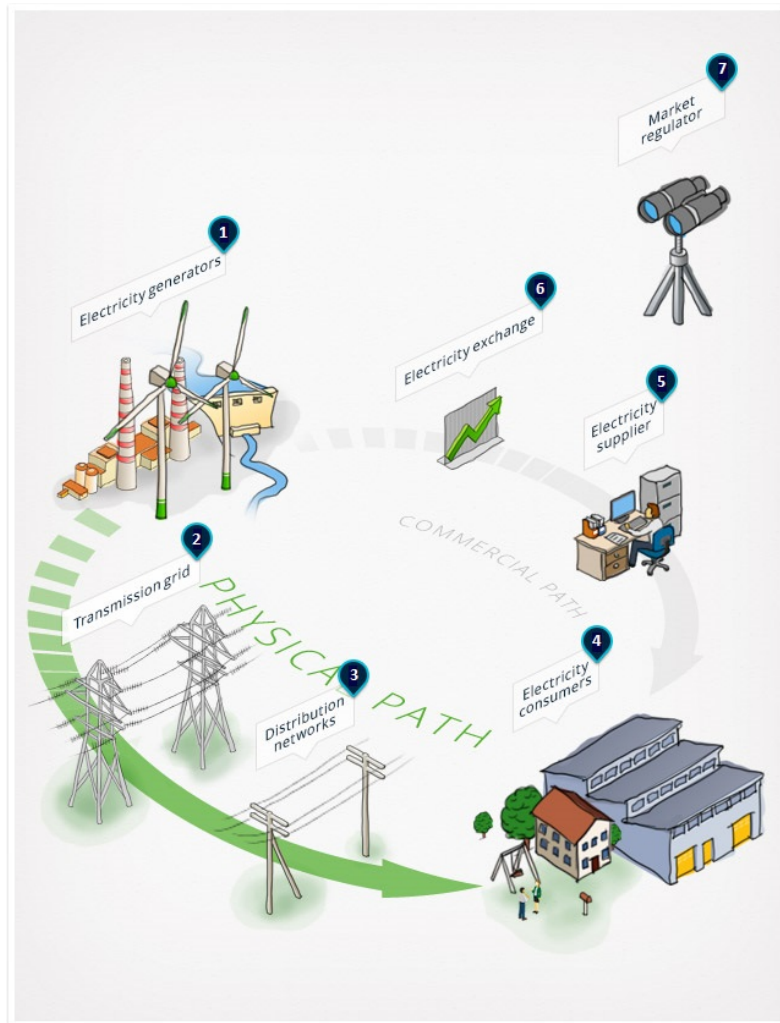 7
Market
regulator
1
Electricity generators
6
Electricity exchange
5
Electricity
supplier
COMMERCIAL PATH
2
Transmission grid
PHYSICAL PATH
3
Distribution
networks
4
Electricity
consumers